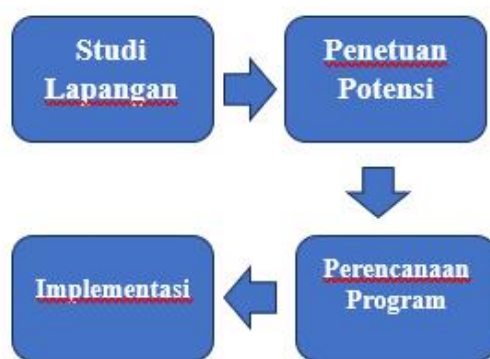 Studi
Lapangan
Penetuan
Potensi
Perencanaan
Program
Implementasi